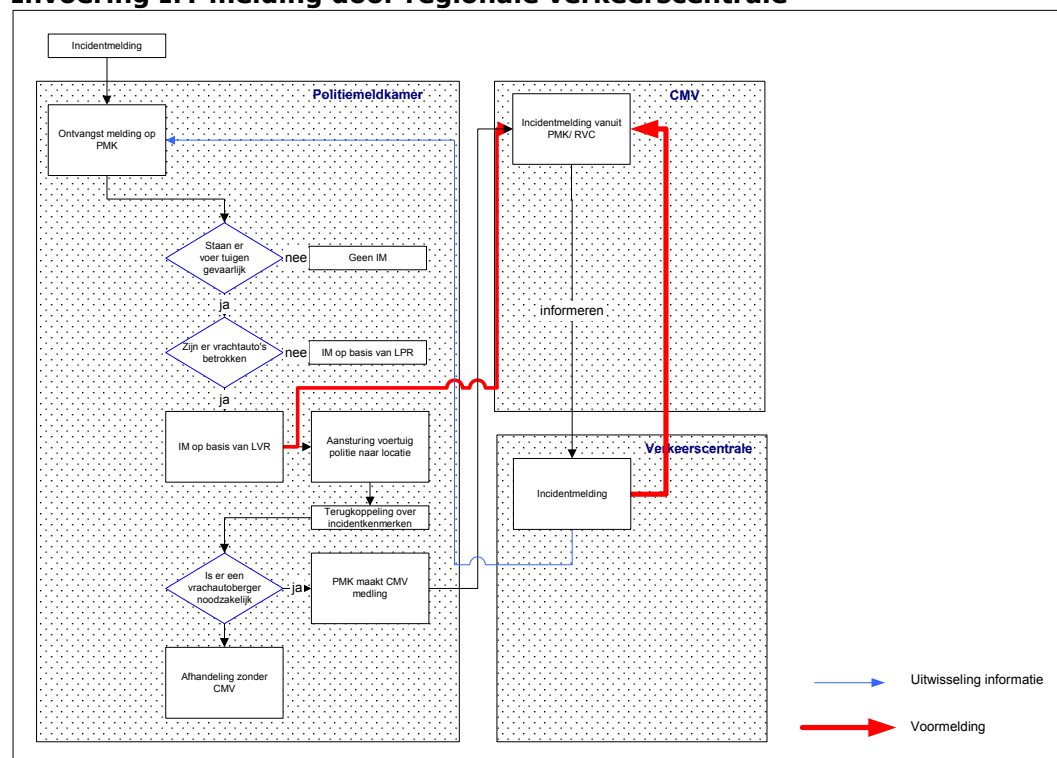 Invoering I.M melding door regionale verkeerscentrale
Incidentmelding
Politiemeldkamer
CMV
Ontvangst melding op
PMK
Incidentmelding vanuit
PMK/ RVC
Staan er
voer tuigen
gevaarlijk
nee
Geen IM
ja
informeren
Zijn er vrachtauto's
betrokken
nee
IM op basis van LPR
ja
IM op basis van LVR
Aansturing voertuig
politie naar locatie
Verkeerscentrale
Incidentmelding
Terugkoppeling over
incidentkenmerken
Is er een
vrachautoberger
noodzakelijk
ja
PMK maakt CMV
medling
Afhandeling zonder
CMV
Uitwisseling informatie
Voormelding